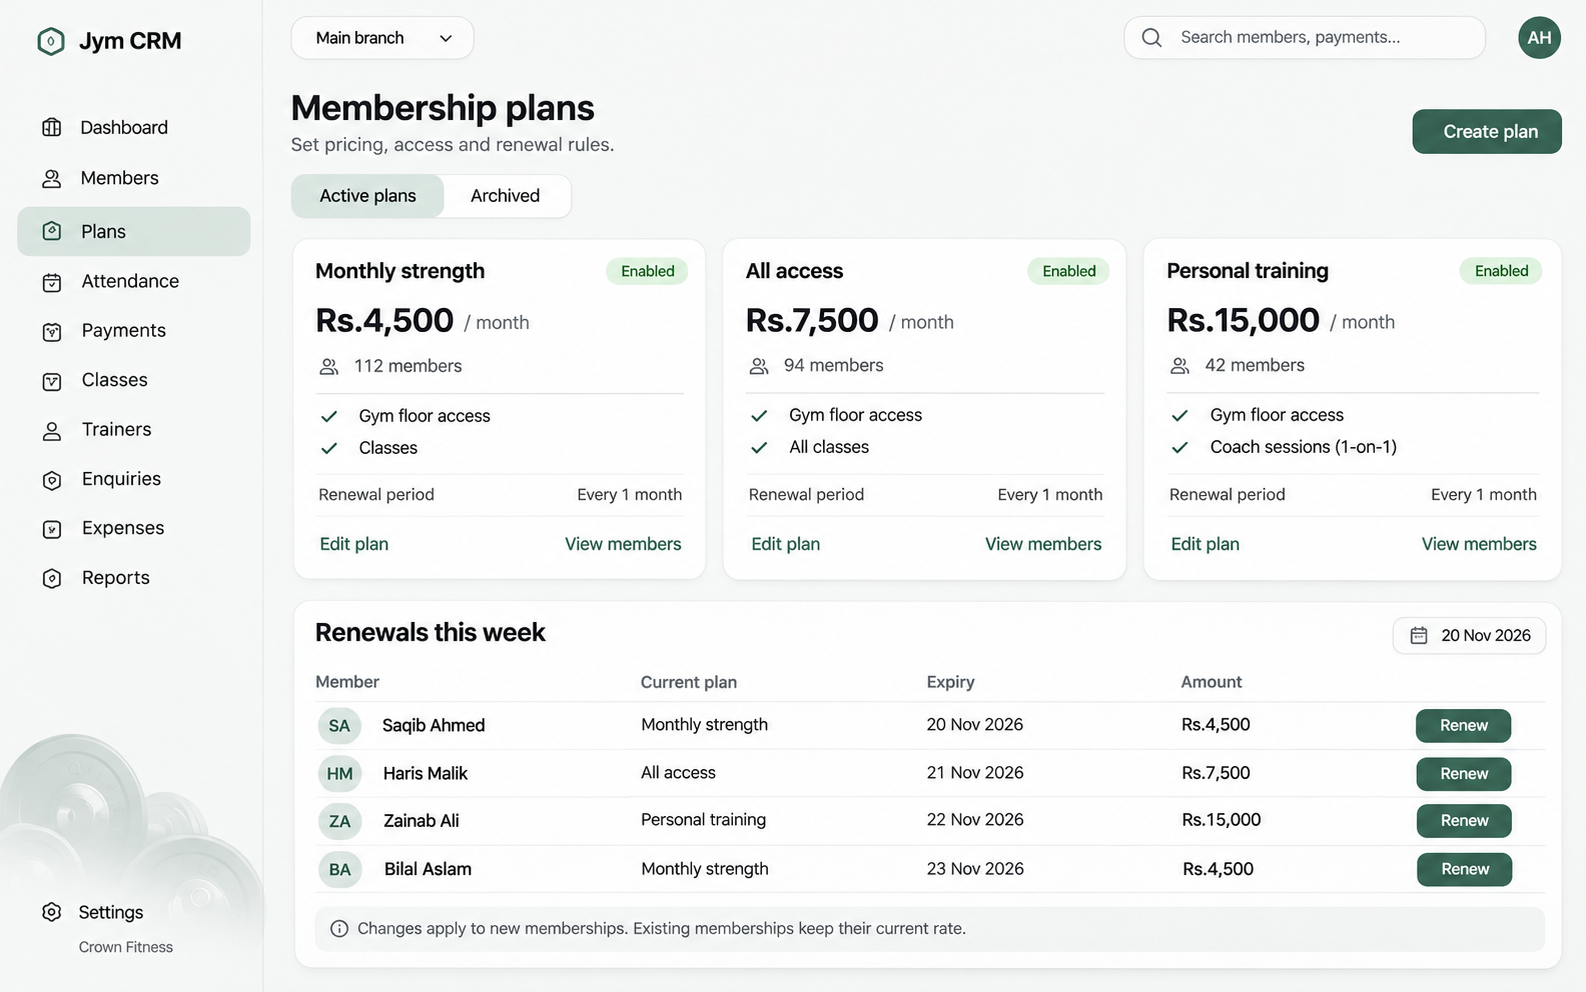 Jym CRM
Main branch
Search members, payments...
AH
Dashboard
Members
Plans
Attendance
Payments
Classes
Trainers
Enquiries
Expenses
Reports
Settings
Crown Fitness
Membership plans
Set pricing, access and renewal rules.
Create plan
Active plans
Archived
Monthly strength
Enabled
Rs.4,500 / month
112 members
Gym floor access
Classes
Renewal period Every 1 month
Edit plan View members
All access
Enabled
Rs.7,500 / month
94 members
Gym floor access
All classes
Renewal period Every 1 month
Edit plan View members
Personal training
Enabled
Rs.15,000 / month
42 members
Gym floor access
Coach sessions (1-on-1)
Renewal period Every 1 month
Edit plan View members
Renewals this week
20 Nov 2026
Member Current plan Expiry Amount
SA Saqib Ahmed Monthly strength 20 Nov 2026 Rs.4,500 Renew
HM Haris Malik All access 21 Nov 2026 Rs.7,500 Renew
ZA Zainab Ali Personal training 22 Nov 2026 Rs.15,000 Renew
BA Bilal Aslam Monthly strength 23 Nov 2026 Rs.4,500 Renew
Changes apply to new memberships. Existing memberships keep their current rate.